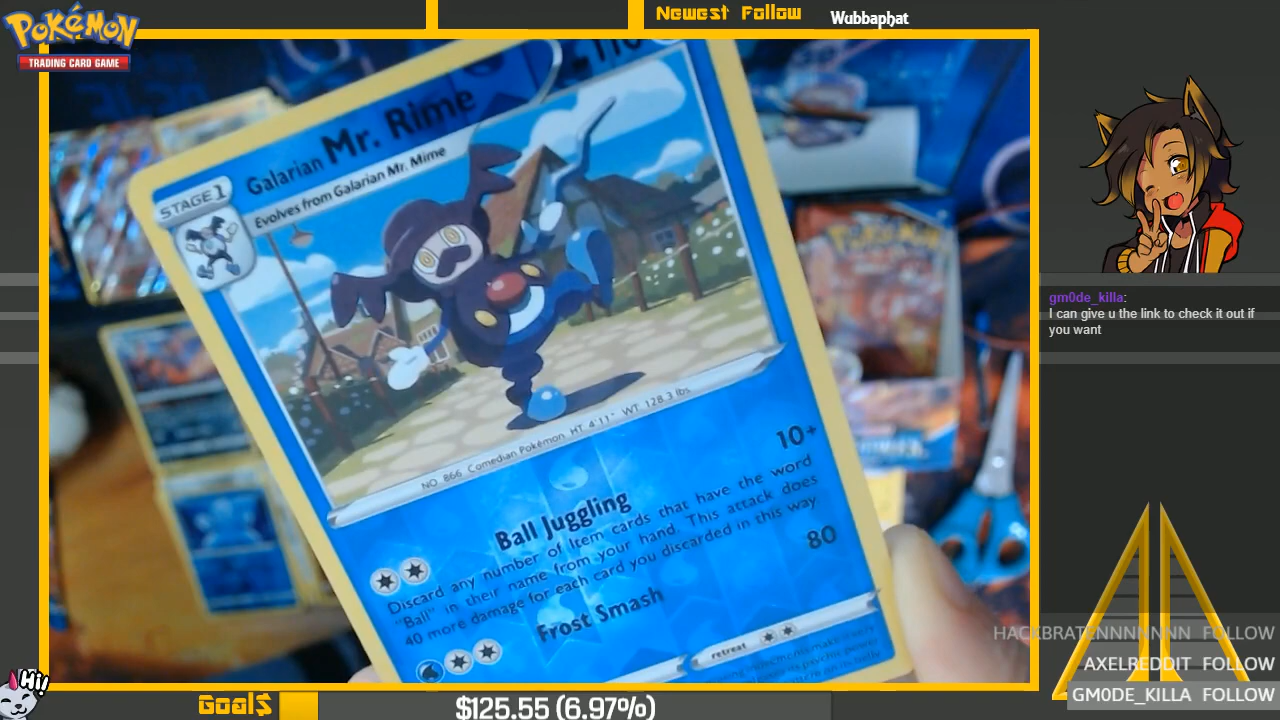 POKÉMON
TRADING CARD GAME
Newest Follow
Wubbaphat
STAGE 1
Galarian Mr. Rime
Evolves from Galarian Mr. Mime
NO 866 Comedian Pokémon HT 4'11" WT 128.3 lbs
Ball Juggling 10+
Discard any number of Item cards that have the word
"Ball" in their name from your hand. This attack does
40 more damage for each card you discarded in this way
Frost Smash 80
retreat
POKÉMON
gm0de_killa:
I can give u the link to check it out if
you want
HACKBRATENNNNNNN FOLLOW
AXELREDDIT FOLLOW
GM0DE_KILLA FOLLOW
Hi!
Goals
$125.55 (6.97%)